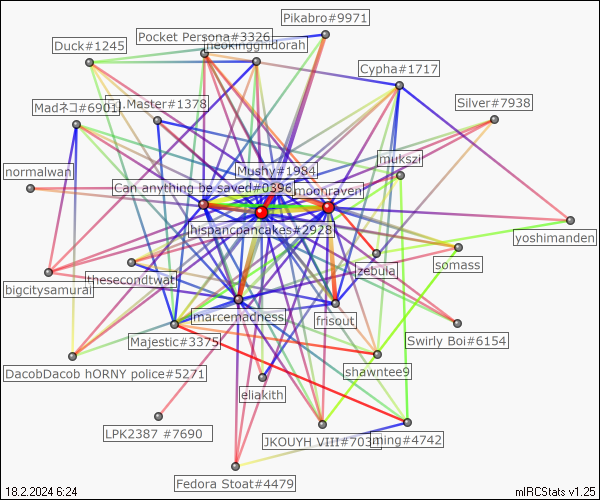 Pikabro#9971
Pocket Persona#3326
neokingghidorah
Duck#1245
Cypha#1717
Silver#7938
Madネコ#6901
.Master#1378
mukszi
normalwan
Mushy#1984
Can anything be saved#0396
moonraven
hispancpancakes#2928
yoshimanden
somass
zebula
thesecondtwat
bigcitysamurai
marcemadness
frisout
Majestic#3375
Swirly Boi#6154
shawntee9
DacobDacob hORNY police#5271
eliakith
LPK2387 #7690
JKOUYH VIII#703
ming#4742
Fedora Stoat#4479
18.2.2024 6:24
mIRCStats v1.25